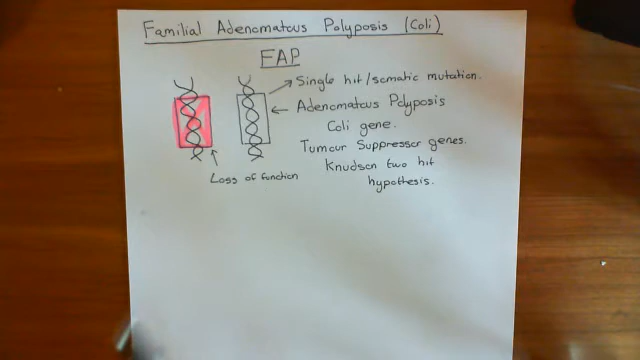 Familial Adenomatous Polyposis (Coli)
FAP
Single hit/somatic mutation.
Adenomatous Polyposis
Coli gene.
Tumour Suppressor genes.
Knudson two hit
hypothesis.
Loss of function